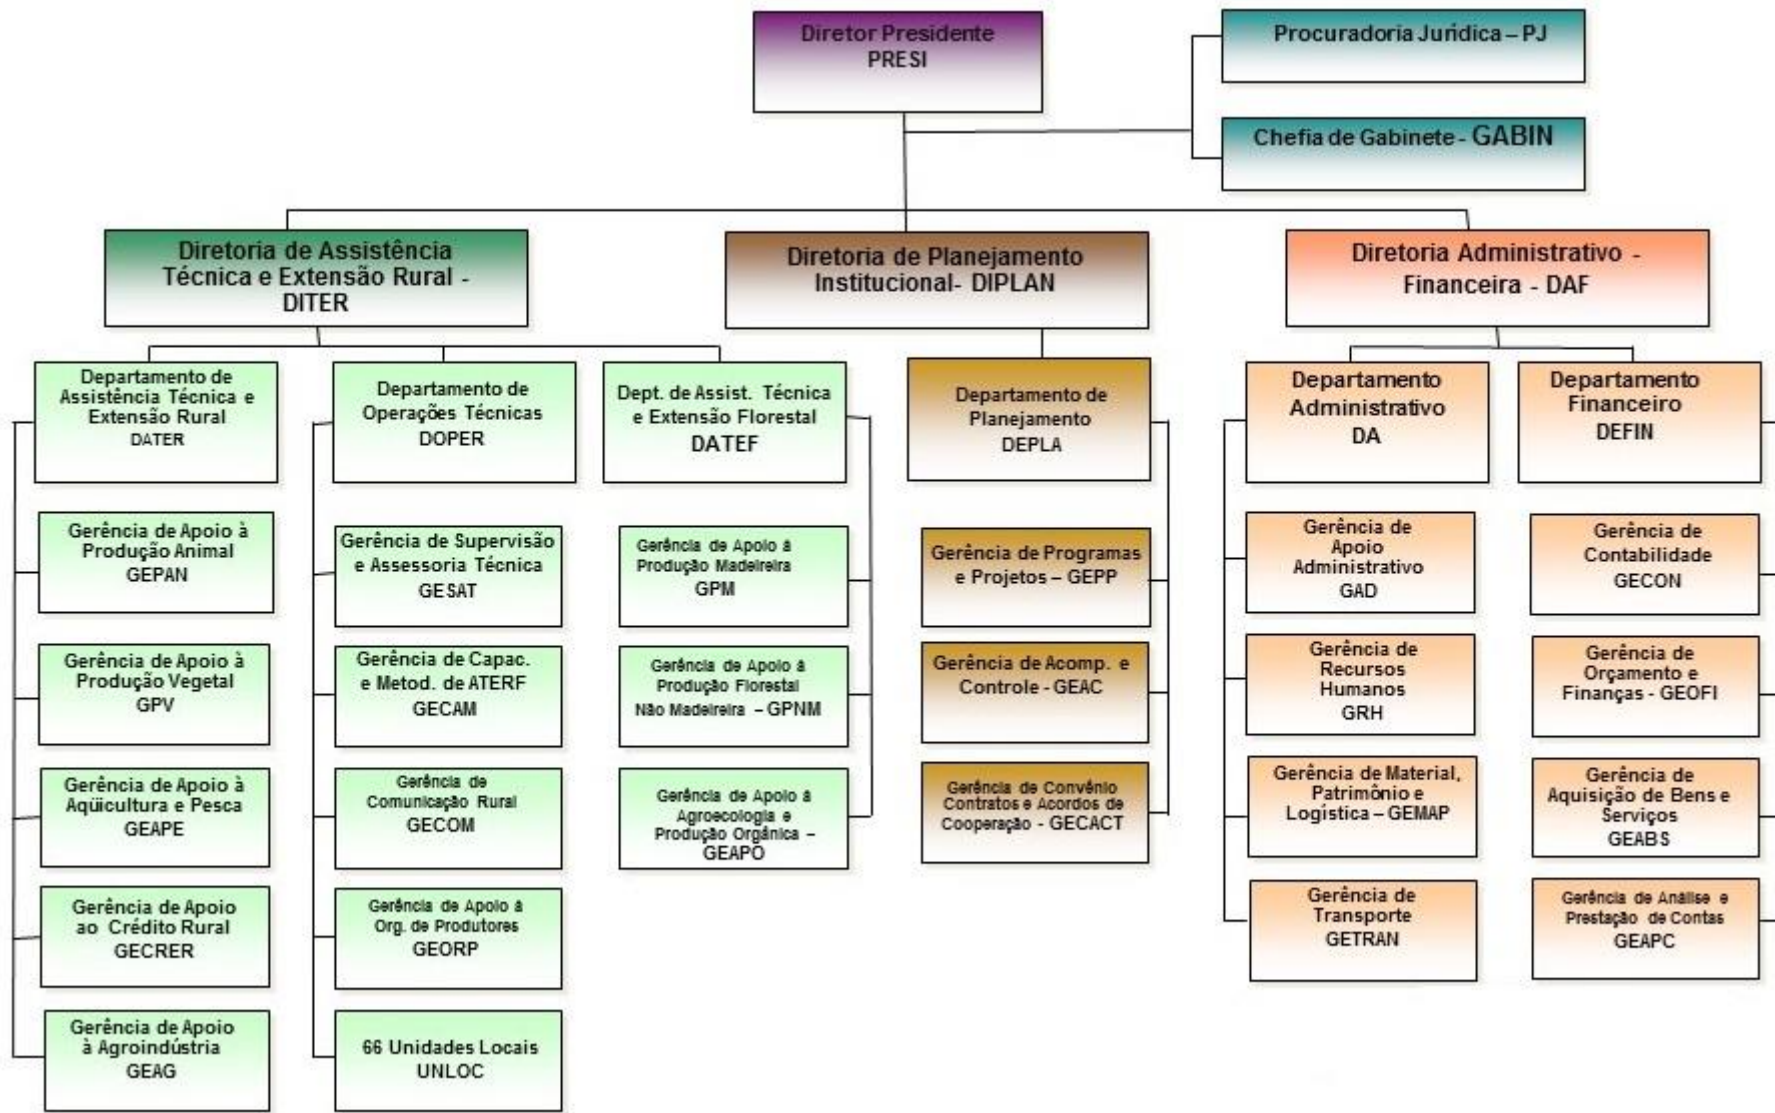 Diretor Presidente
PRESI
Procuradoria Jurídica – PJ
Chefia de Gabinete - GABIN
Diretoria de Assistência
Técnica e Extensão Rural -
DITER
Diretoria de Planejamento
Institucional- DIPLAN
Diretoria Administrativo -
Financeira - DAF
Departamento de
Assistência Técnica e
Extensão Rural
DATER
Gerência de Apoio à
Produção Animal
GEPAN
Gerência de Apoio à
Produção Vegetal
GPV
Gerência de Apoio à
Aqüicultura e Pesca
GEAPE
Gerência de Apoio
ao Crédito Rural
GECRER
Gerência de Apoio
à Agroindústria
GEAG
Departamento de
Operações Técnicas
DOPER
Gerência de Supervisão
e Assessoria Técnica
GESAT
Gerência de Capac.
e Metod. de ATERF
GECAM
Gerência de
Comunicação Rural
GECOM
Gerência de Apoio à
Org. de Produtores
GEORP
66 Unidades Locais
UNLOC
Dept. de Assist. Técnica
e Extensão Florestal
DATEF
Gerência de Apoio à
Produção Madeireira
GPM
Gerência de Apoio à
Produção Florestal
Não Madeireira – GPNM
Gerência de Apoio à
Agroecologia e
Produção Orgânica –
GEAPO
Departamento de
Planejamento
DEPLA
Gerência de Programas
e Projetos – GEPP
Gerência de Acomp. e
Controle - GEAC
Gerência de Convênio
Contratos e Acordos de
Cooperação - GECACT
Departamento
Administrativo
DA
Gerência de
Apoio
Administrativo
GAD
Gerência de
Recursos
Humanos
GRH
Gerência de Material,
Patrimônio e
Logística – GEMAP
Gerência de
Transporte
GETRAN
Departamento
Financeiro
DEFIN
Gerência de
Contabilidade
GECON
Gerência de
Orçamento e
Finanças - GEOFI
Gerência de
Aquisição de Bens e
Serviços
GEABS
Gerência de Análise e
Prestação de Contas
GEAPC